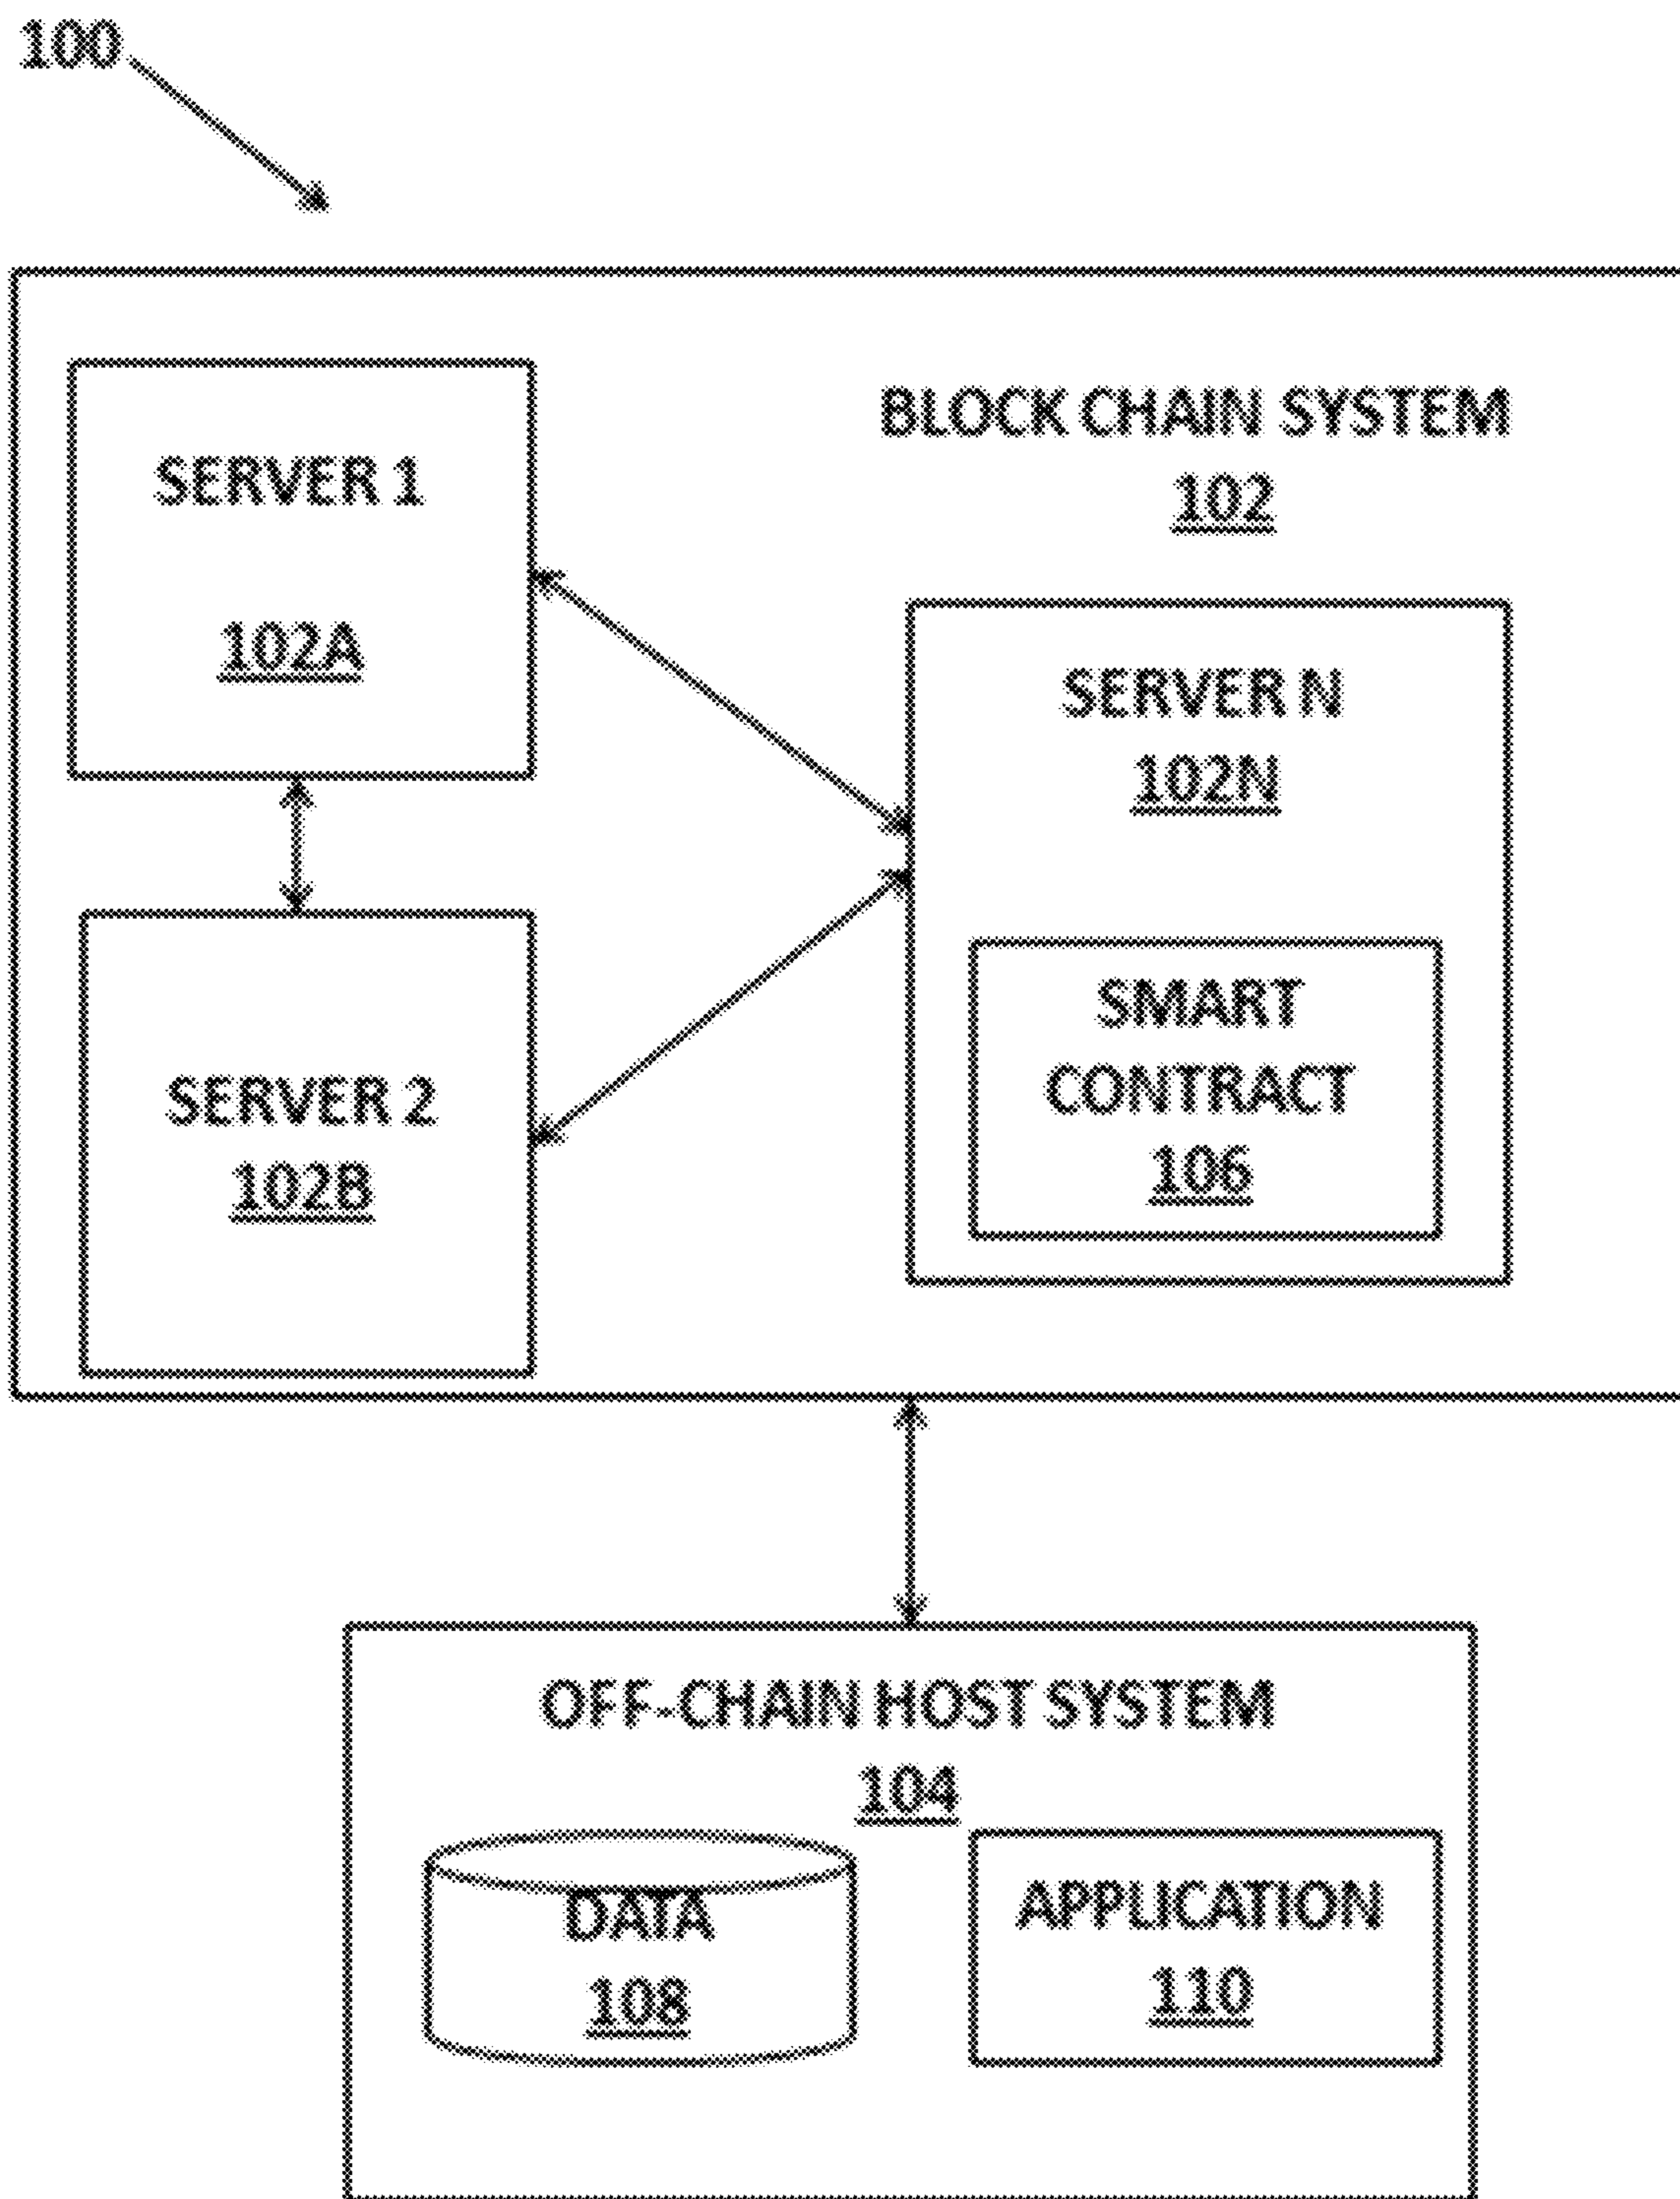 100
BLOCK CHAIN SYSTEM
102
SERVER 1
102A
SERVER N
102N
SERVER 2
102B
SMART
CONTRACT
106
OFF-CHAIN HOST SYSTEM
104
DATA
108
APPLICATION
110